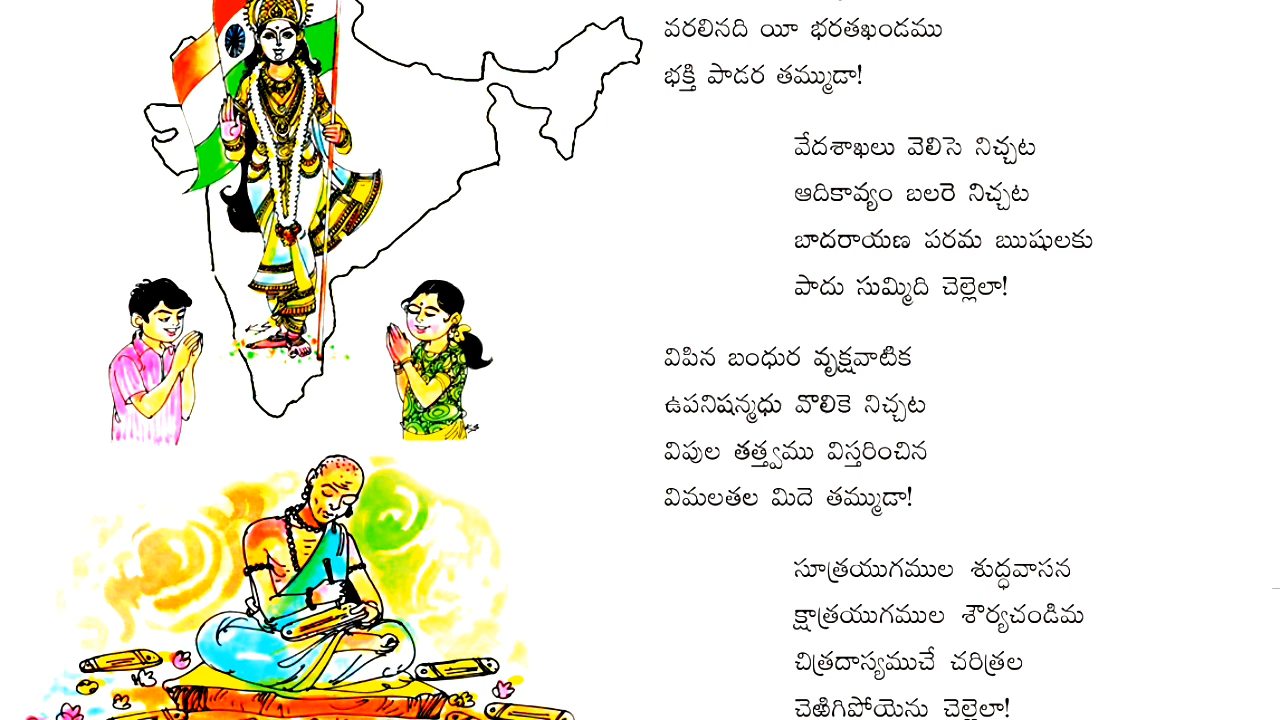 వరలినది యీ భరతఖండము
భక్తి పాడర తమ్ముడా!
వేదశాఖలు వెలిసె నిచ్చట
ఆదికావ్యం బలరె నిచ్చట
బాదరాయణ పరమ ఋషులకు
పాదు సుమ్మిది చెల్లెలా!
విపిన బంధుర వృక్షవాటిక
ఉపనిషన్మధు వొలికె నిచ్చట
విపుల తత్త్వము విస్తరించిన
విమలతల మిదె తమ్ముడా!
సూత్రయుగముల శుద్ధవాసన
క్షాత్రయుగముల శౌర్యచండిమ
చిత్రదాస్యముచే చరిత్రల
చెఱిగిపోయెను చెల్లెలా!